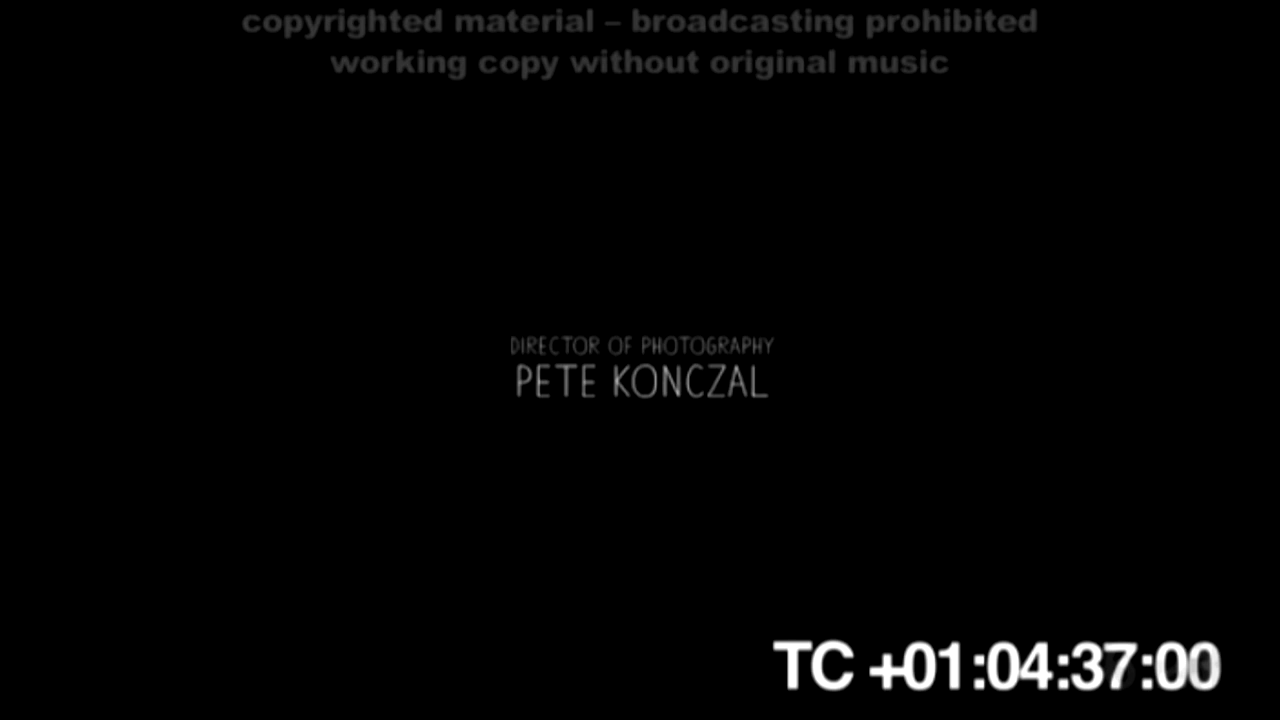 copyrighted material – broadcasting prohibited
working copy without original music
DIRECTOR OF PHOTOGRAPHY
PETE KONCZAL
TC +01:04:37:00